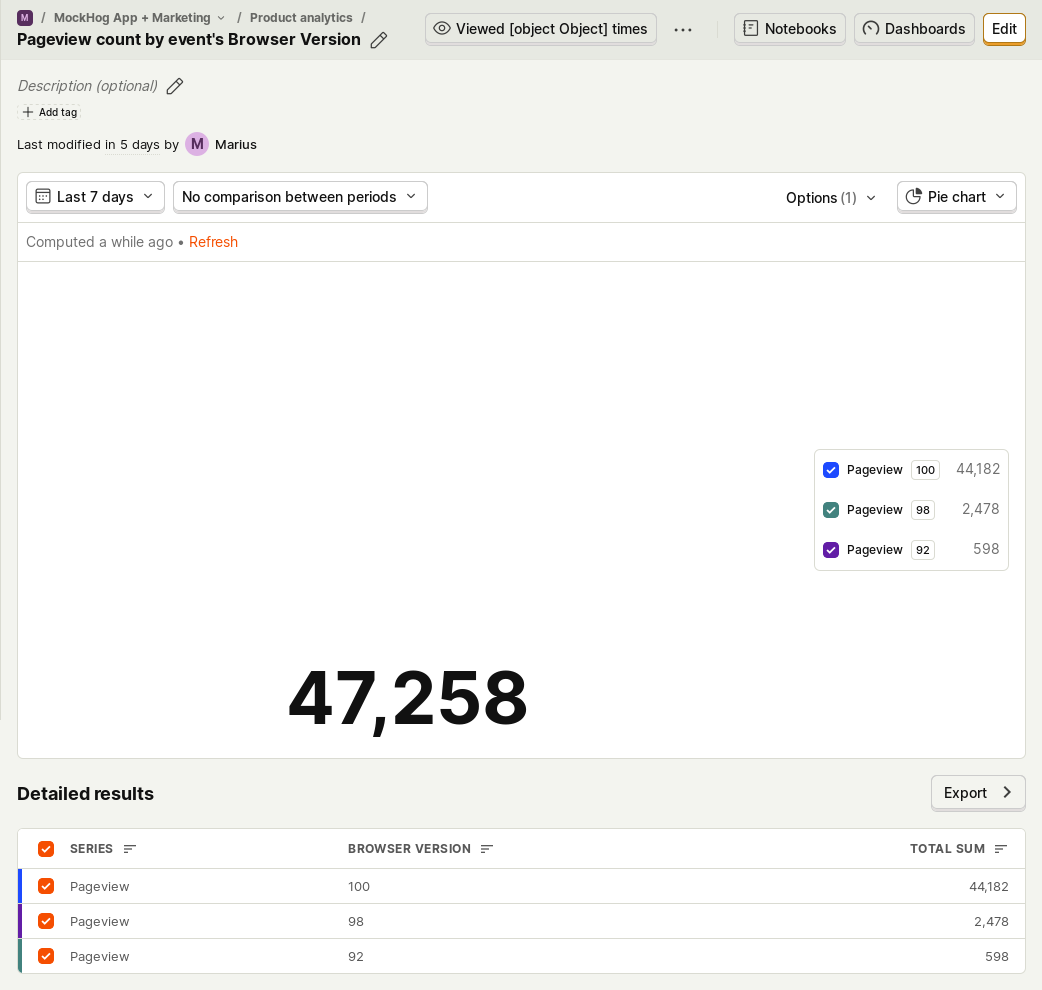 M / MockHog App + Marketing / Product analytics /
Pageview count by event's Browser Version
Viewed [object Object] times
Notebooks
Dashboards
Edit
Description (optional)
Add tag
Last modified in 5 days by M Marius
Last 7 days
No comparison between periods
Options (1)
Pie chart
Computed a while ago • Refresh
Pageview 100 44,182
Pageview 98 2,478
Pageview 92 598
47,258
Detailed results
Export
SERIES BROWSER VERSION TOTAL SUM
Pageview 100 44,182
Pageview 98 2,478
Pageview 92 598